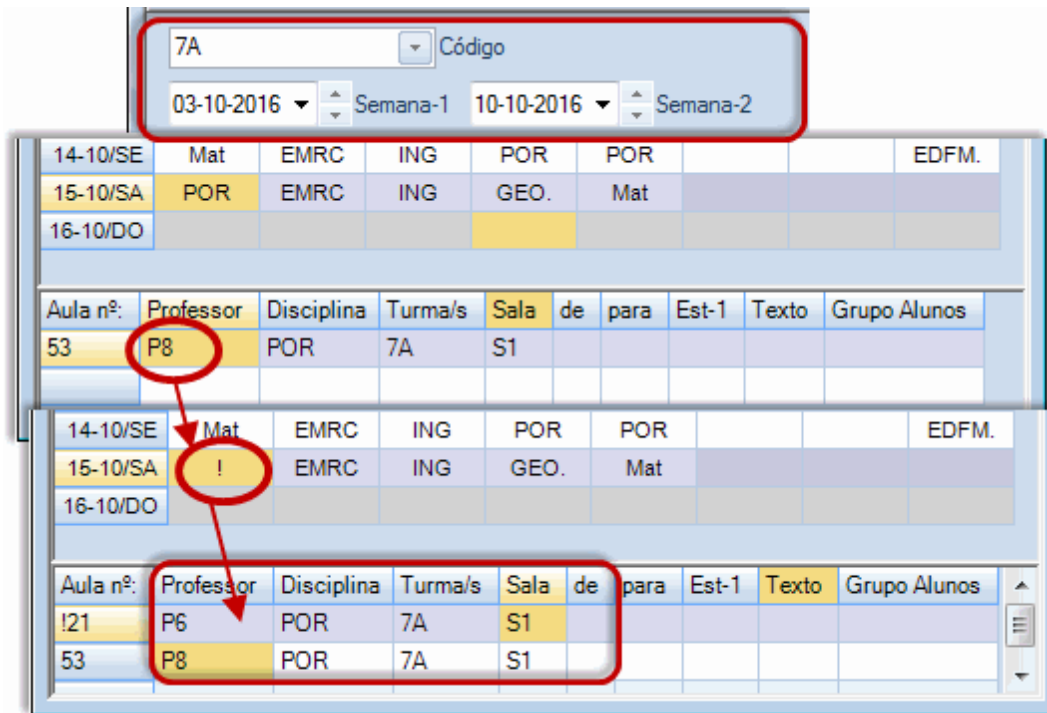 7A Código
03-10-2016 Semana-1 10-10-2016 Semana-2
14-10/SE Mat EMRC ING POR POR EDFM.
15-10/SA POR EMRC ING GEO. Mat
16-10/DO
Aula nº: Professor Disciplina Turma/s Sala de para Est-1 Texto Grupo Alunos
53 P8 POR 7A S1
14-10/SE Mat EMRC ING POR POR EDFM.
15-10/SA ! EMRC ING GEO. Mat
16-10/DO
Aula nº: Professor Disciplina Turma/s Sala de para Est-1 Texto Grupo Alunos
!21 P6 POR 7A S1
53 P8 POR 7A S1